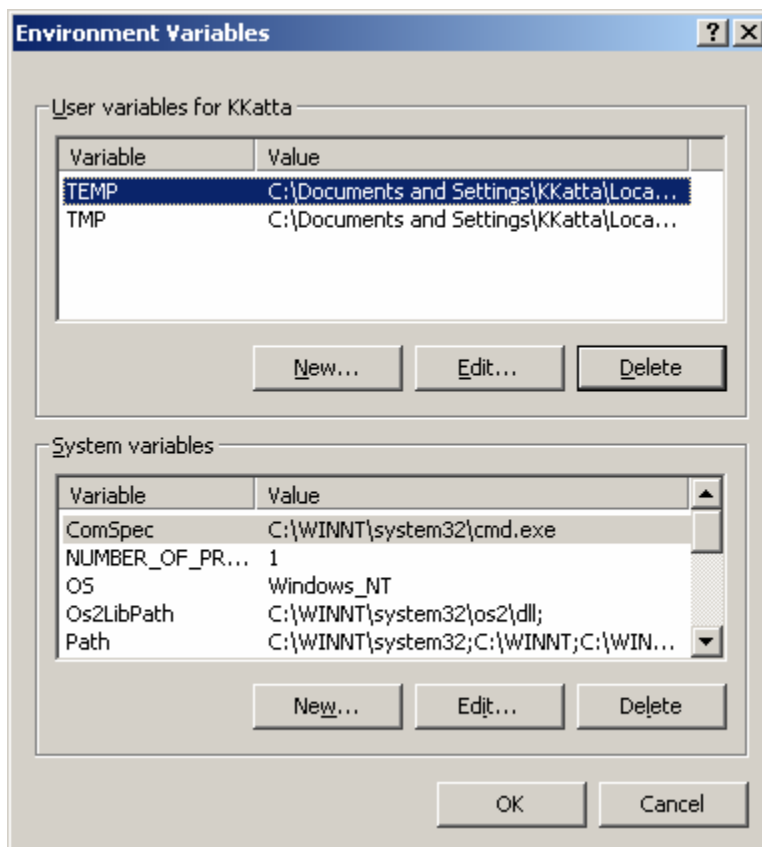 Environment Variables
User variables for KKatta
Variable Value
TEMP C:\Documents and Settings\KKatta\Loca...
TMP C:\Documents and Settings\KKatta\Loca...
New... Edit... Delete
System variables
Variable Value
ComSpec C:\WINNT\system32\cmd.exe
NUMBER_OF_PR... 1
OS Windows_NT
Os2LibPath C:\WINNT\system32\os2\dll;
Path C:\WINNT\system32;C:\WINNT;C:\WIN...
New... Edit... Delete
OK Cancel